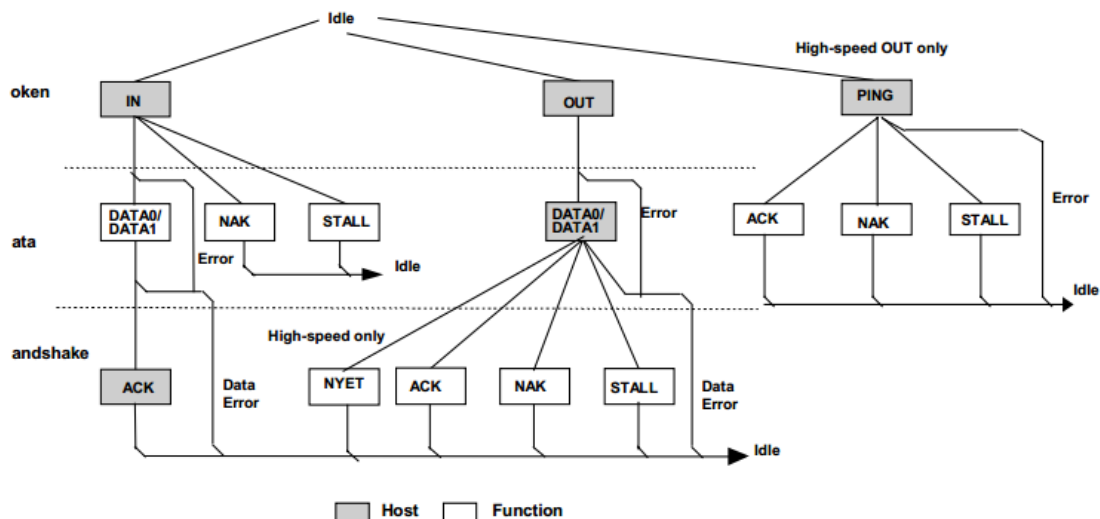 Idle
High-speed OUT only
oken
IN
OUT
PING
DATA0/
DATA1
NAK
STALL
DATA0/
DATA1
Error
ACK
NAK
STALL
Error
ata
Error
Idle
Idle
High-speed only
andshake
ACK
Data
Error
NYET
ACK
NAK
STALL
Data
Error
Idle
Host
Function